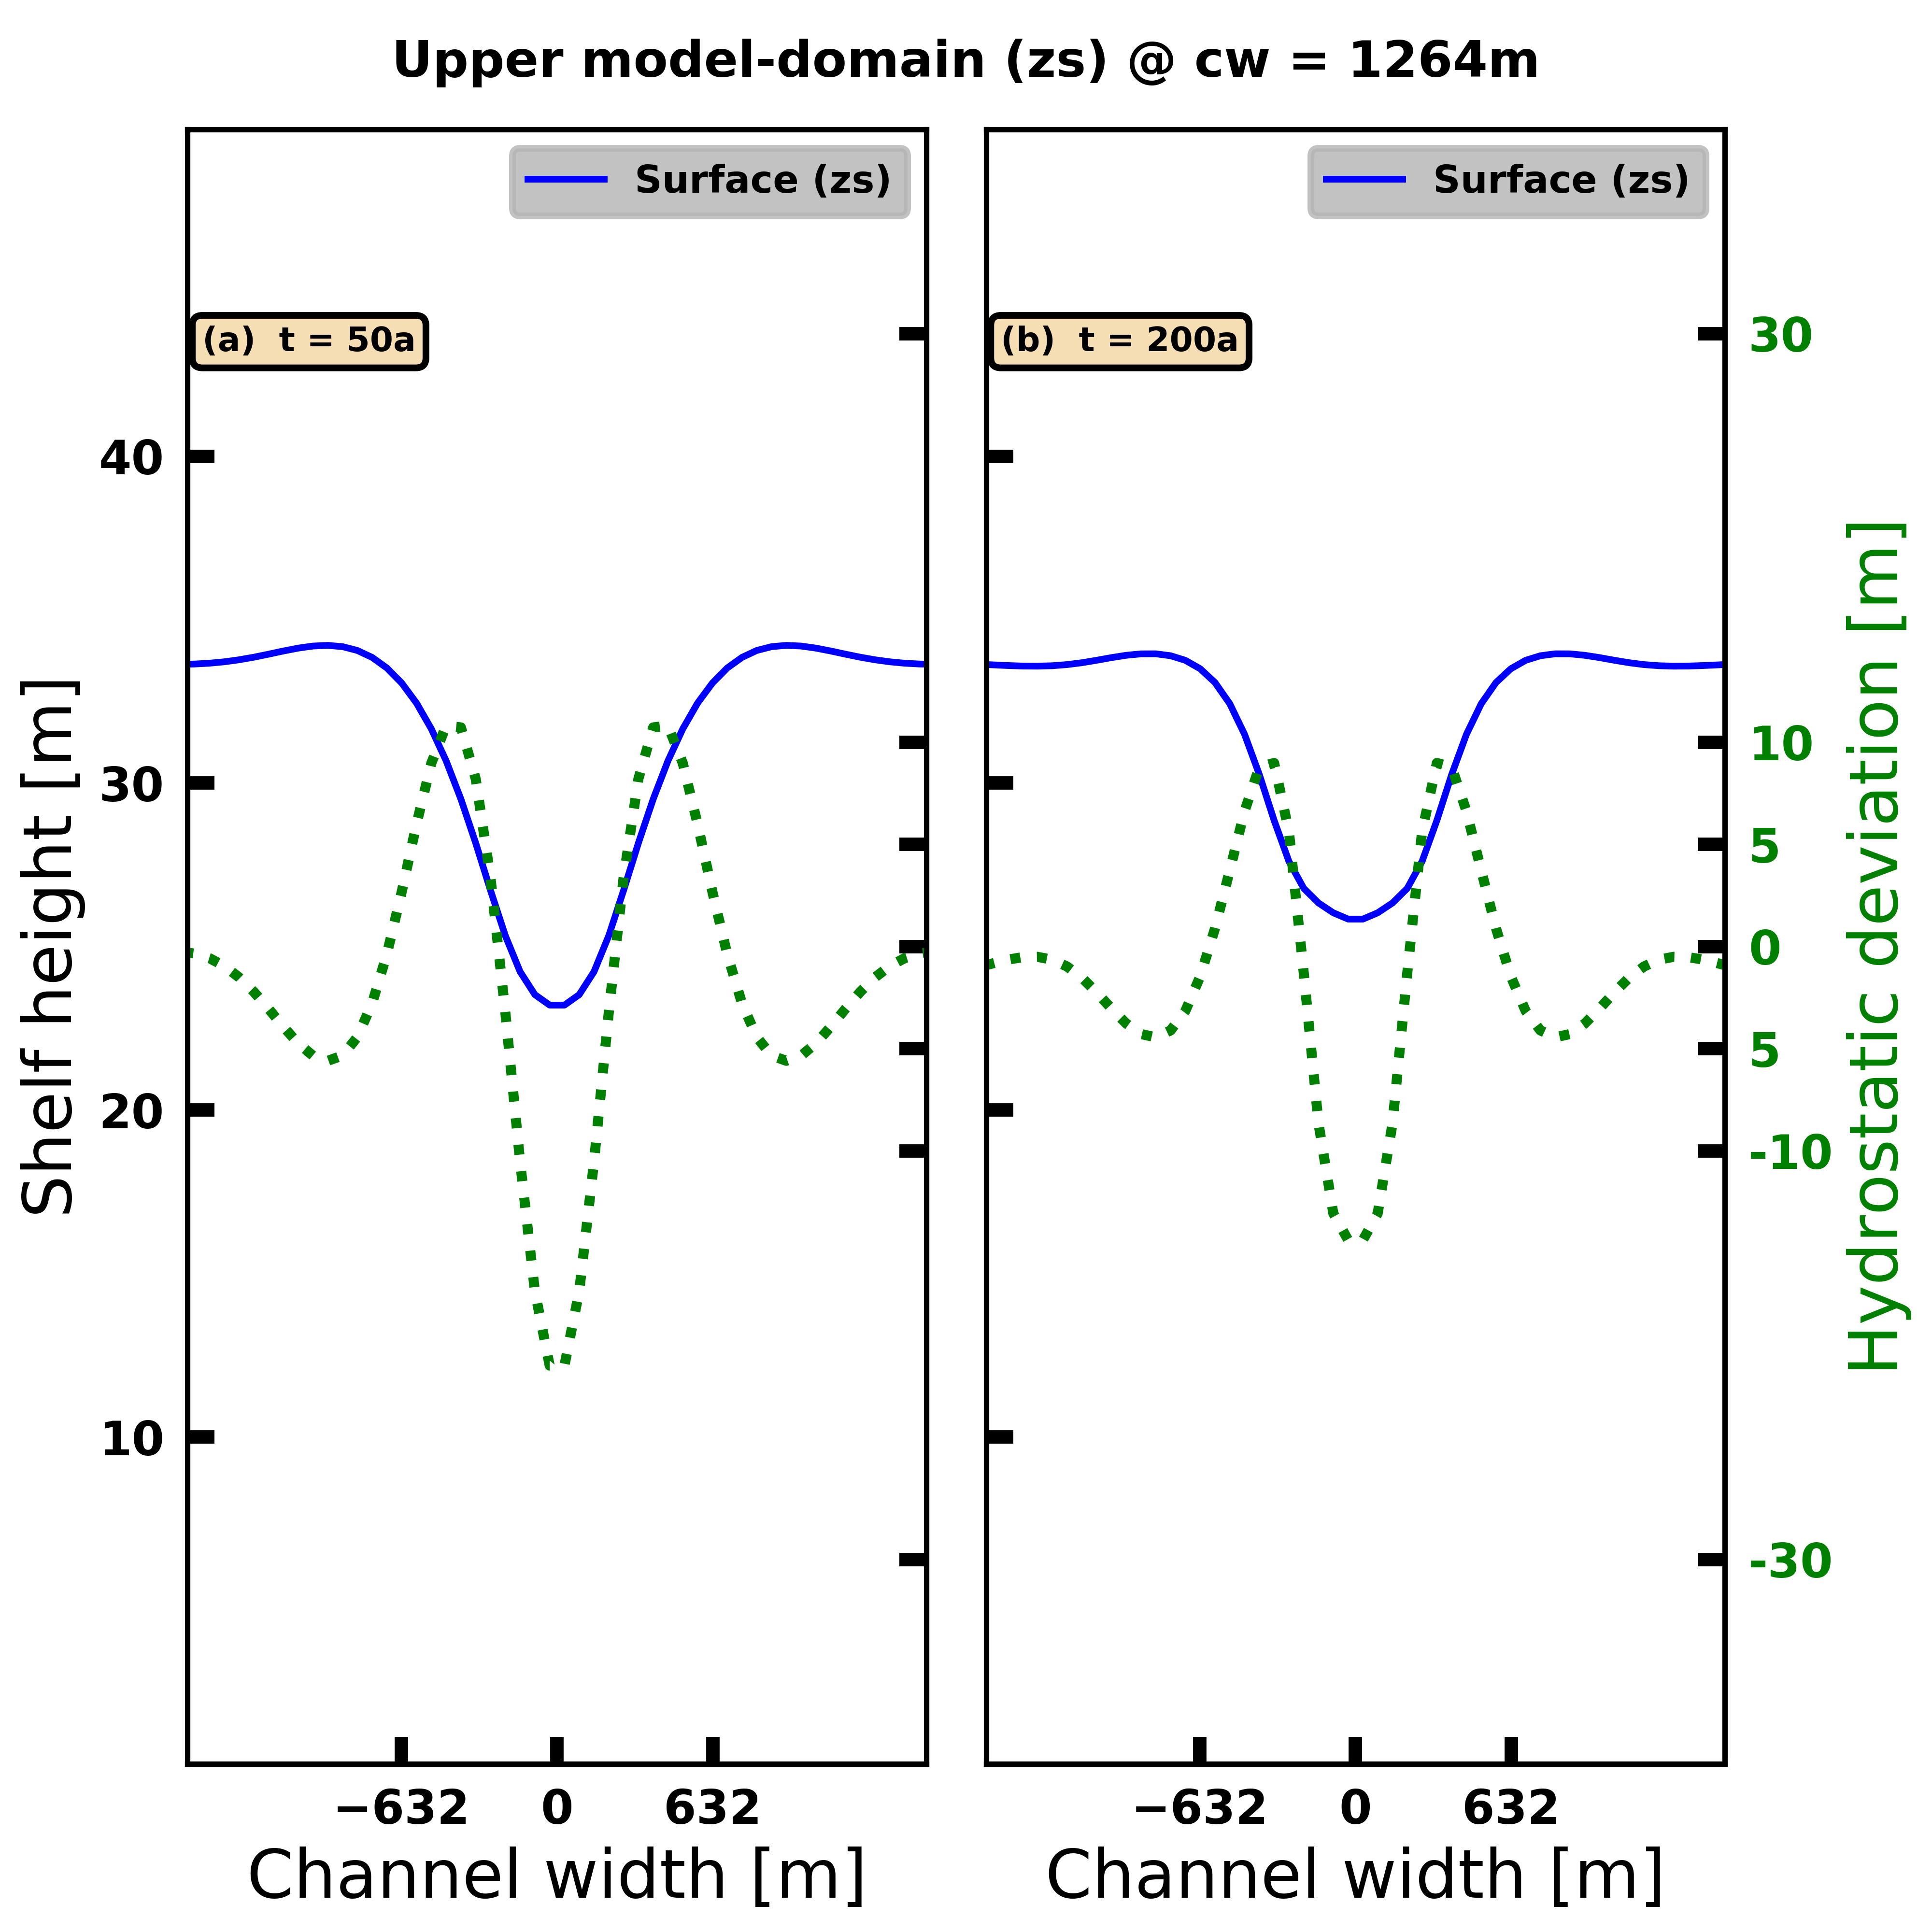 Upper model-domain (zs) @ cw = 1264m
Surface (zs)
Surface (zs)
(a) t = 50a
(b) t = 200a
40
30
20
10
Shelf height [m]
30
10
5
0
5
-10
-30
Hydrostatic deviation [m]
−632 0 632
−632 0 632
Channel width [m]
Channel width [m]